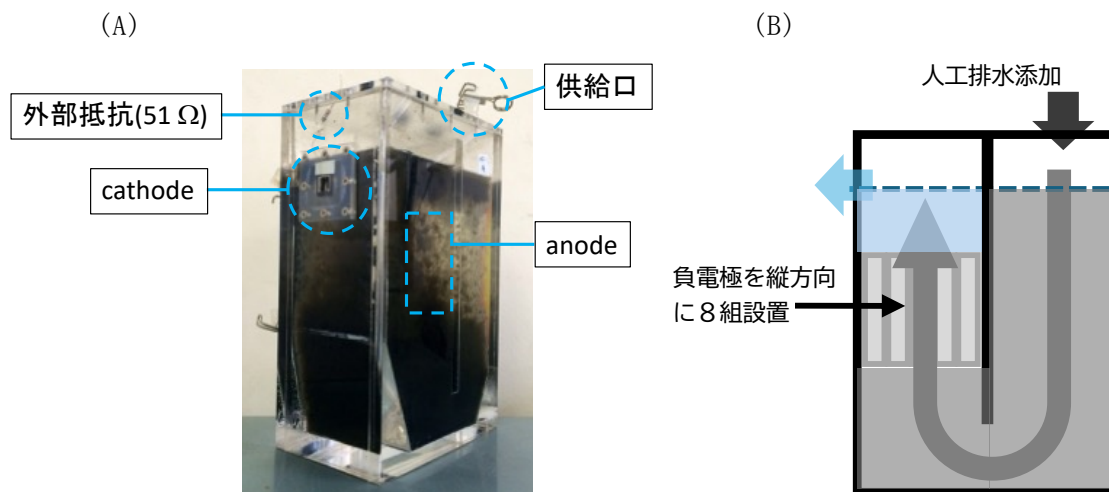 (A)
(B)
外部抵抗(51 Ω)
供給口
cathode
anode
人工排水添加
負電極を縦方向
に８組設置